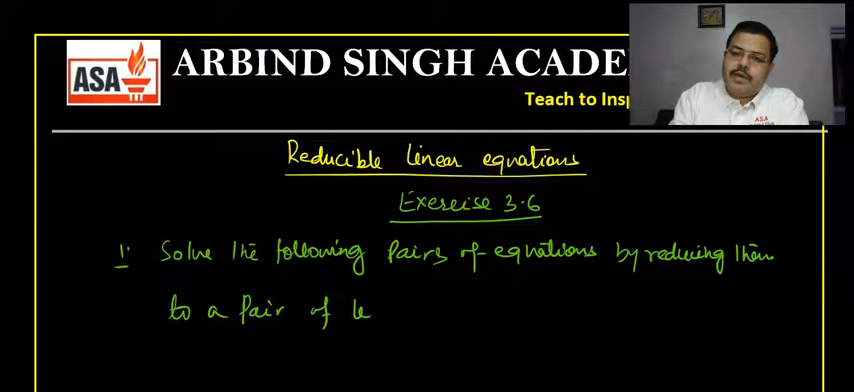 ASA
ARBIND SINGH ACADE
Teach to Insp
ASA
Reducible linear equations
Exercise 3.6
1. Solve the following pairs of equations by reducing them
to a pair of